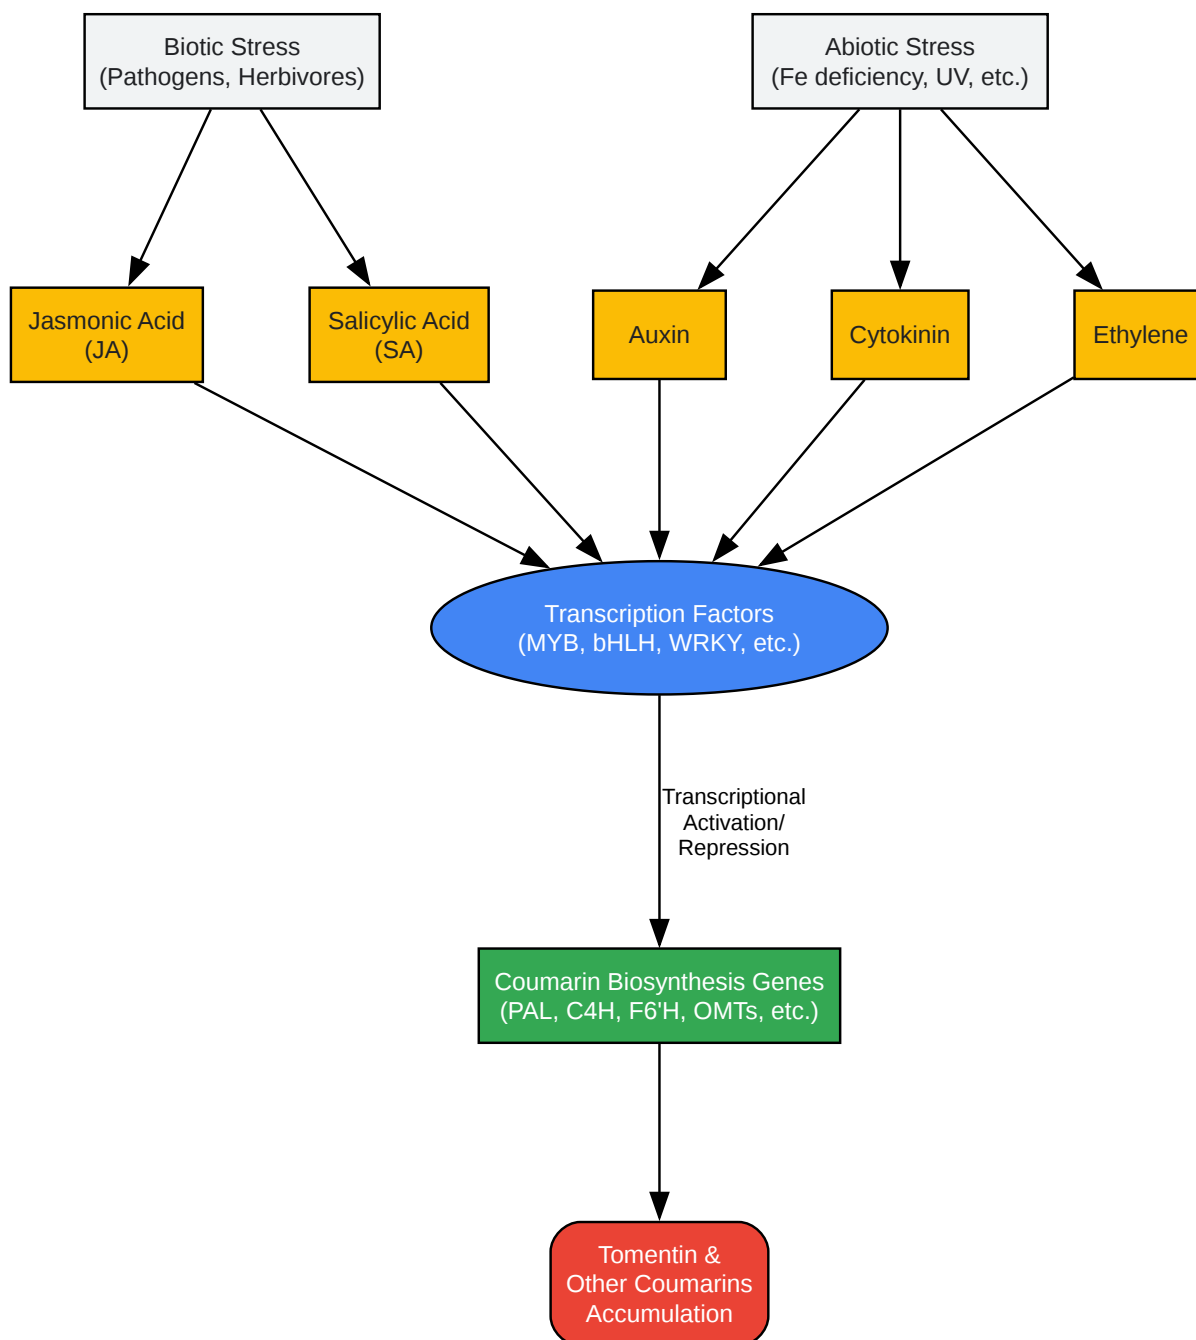 Biotic Stress
(Pathogens, Herbivores)
Abiotic Stress
(Fe deficiency, UV, etc.)
Jasmonic Acid
(JA)
Salicylic Acid
(SA)
Auxin
Cytokinin
Ethylene
Transcription Factors
(MYB, bHLH, WRKY, etc.)
Transcriptional
Activation/
Repression
Coumarin Biosynthesis Genes
(PAL, C4H, F6'H, OMTs, etc.)
Tomentin &
Other Coumarins
Accumulation